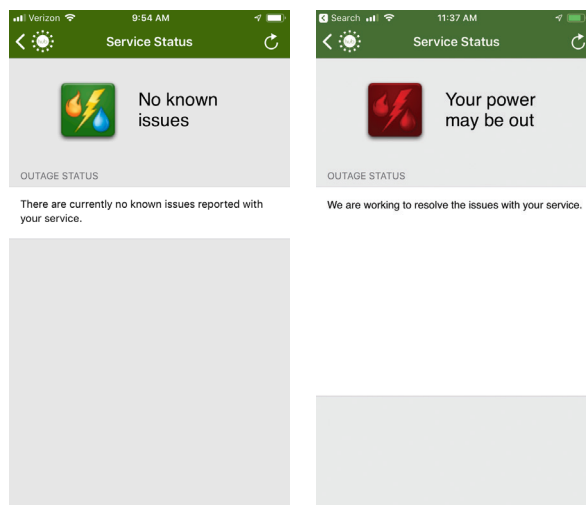 Verizon 9:54 AM
Service Status
No known
issues
OUTAGE STATUS
There are currently no known issues reported with
your service.
Search 11:37 AM
Service Status
Your power
may be out
OUTAGE STATUS
We are working to resolve the issues with your service.